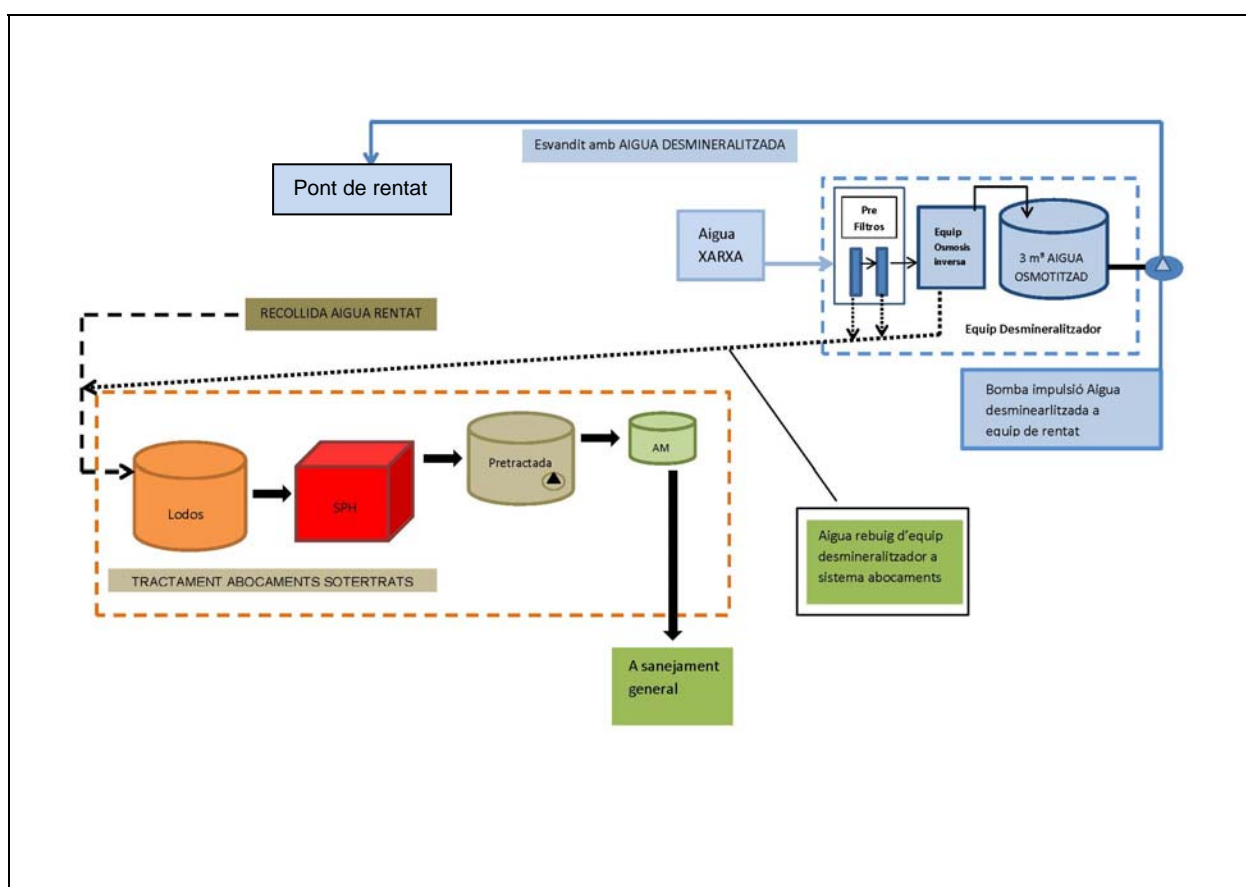 Esvandit amb AIGUA DESMINERALITZADA
Pont de rentat
Aigua
XARXA
Pre
Filtros
Equip
Osmosis
inversa
3 m³ AIGUA
OSMOTITZAD
Equip Desmineralitzador
RECOLLIDA AIGUA RENTAT
Bomba impulsió Aigua
desminearlitzada a
equip de rentat
Lodos
SPH
Pretractada
AM
TRACTAMENT ABOCAMENTS SOTERTRATS
Aigua rebuig d'equip
desmineralitzador a
sistema abocaments
A sanejament
general